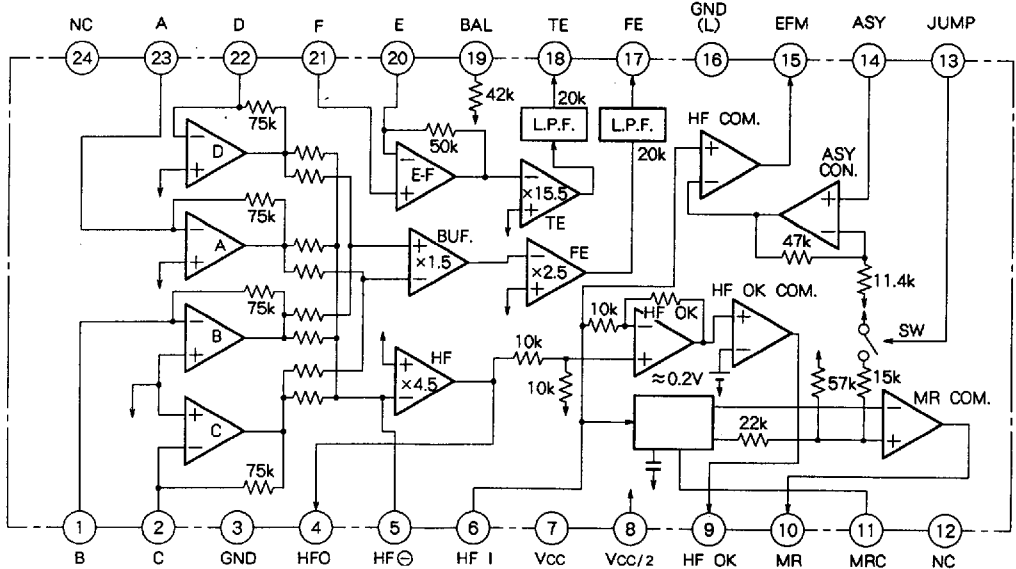 NC A D F E BAL TE FE GND (L) EFM ASY JUMP
24 23 22 21 20 19 18 17 16 15 14 13
42k 20k
75k L.P.F. L.P.F. HF COM.
50k 20k
D − + E-F − + − ×15.5 + TE + − ASY CON.
75k + −
A − + BUF. + ×1.5 − FE − ×2.5 + 47k
11.4k
75k 10k HF OK HF OK COM.
B − + 10k − + + − SW
HF + ×4.5 − 10k ≈0.2V 57k 15k
C + − 22k MR COM. − +
75k
1 2 3 4 5 6 7 8 9 10 11 12
B C GND HFO HF⊖ HF I VCC VCC/2 HF OK MR MRC NC